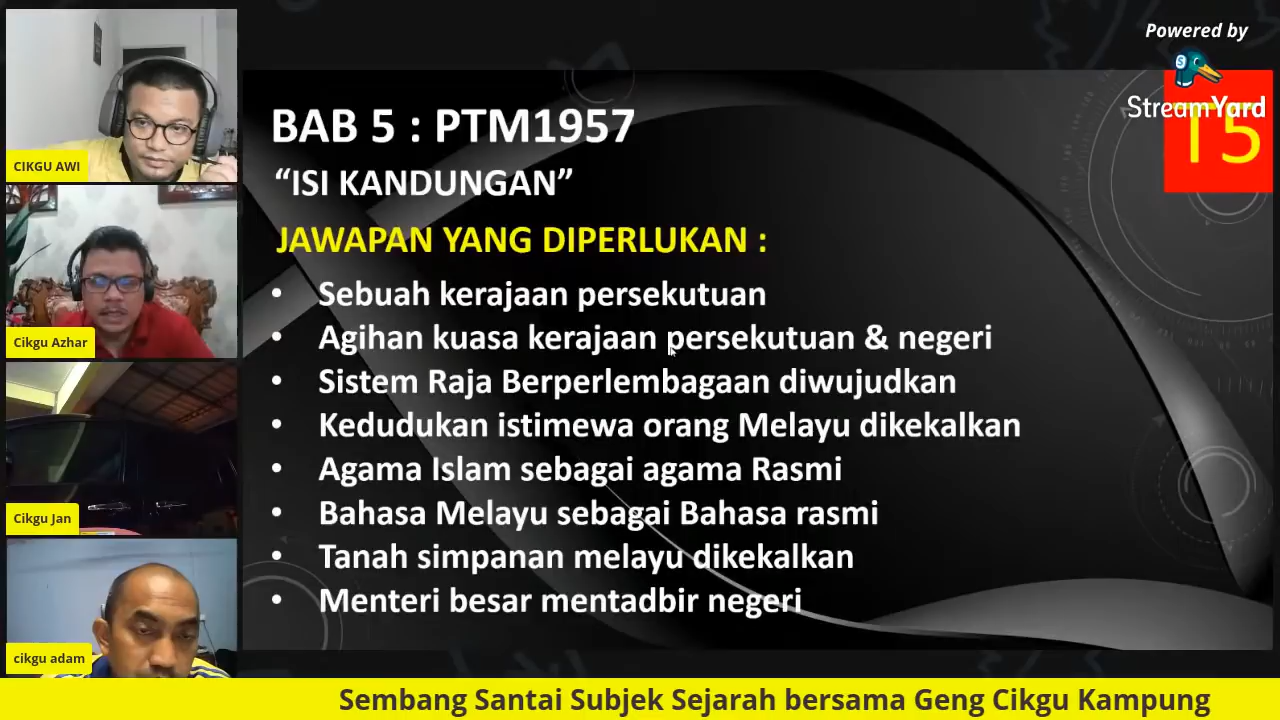 Powered by
StreamYard
T5
CIKGU AWI
Cikgu Azhar
Cikgu Jan
cikgu adam
BAB 5 : PTM1957
“ISI KANDUNGAN”
JAWAPAN YANG DIPERLUKAN :
• Sebuah kerajaan persekutuan
• Agihan kuasa kerajaan persekutuan & negeri
• Sistem Raja Berperlembagaan diwujudkan
• Kedudukan istimewa orang Melayu dikekalkan
• Agama Islam sebagai agama Rasmi
• Bahasa Melayu sebagai Bahasa rasmi
• Tanah simpanan melayu dikekalkan
• Menteri besar mentadbir negeri
Sembang Santai Subjek Sejarah bersama Geng Cikgu Kampung